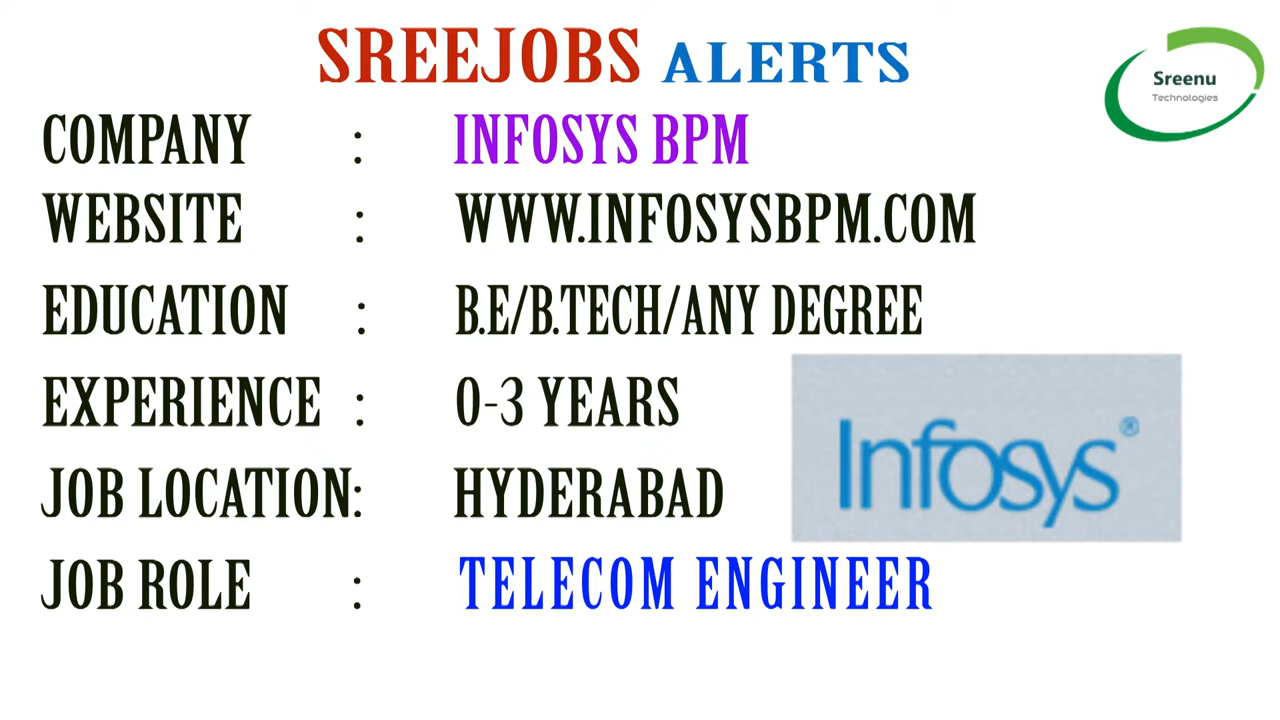 SREEJOBS ALERTS
Sreenu
Technologies
COMPANY : INFOSYS BPM
WEBSITE : WWW.INFOSYSBPM.COM
EDUCATION : B.E/B.TECH/ANY DEGREE
EXPERIENCE : 0-3 YEARS
Infosys®
JOB LOCATION: HYDERABAD
JOB ROLE : TELECOM ENGINEER